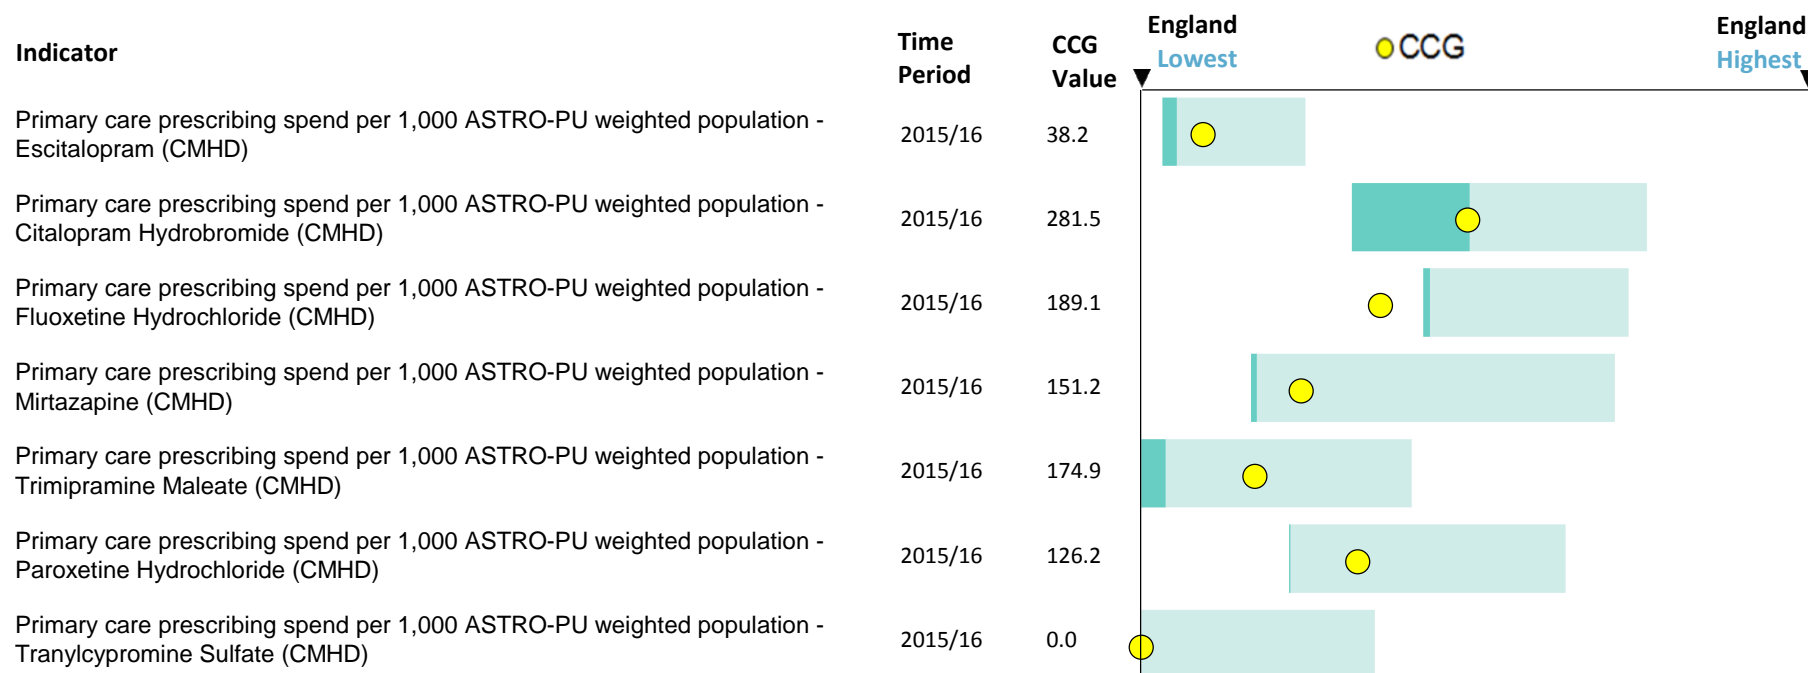 Indicator
Time
Period
CCG
Value
England
Lowest
CCG
England
Highest
Primary care prescribing spend per 1,000 ASTRO-PU weighted population -
Escitalopram (CMHD)
2015/16
38.2
Primary care prescribing spend per 1,000 ASTRO-PU weighted population -
Citalopram Hydrobromide (CMHD)
2015/16
281.5
Primary care prescribing spend per 1,000 ASTRO-PU weighted population -
Fluoxetine Hydrochloride (CMHD)
2015/16
189.1
Primary care prescribing spend per 1,000 ASTRO-PU weighted population -
Mirtazapine (CMHD)
2015/16
151.2
Primary care prescribing spend per 1,000 ASTRO-PU weighted population -
Trimipramine Maleate (CMHD)
2015/16
174.9
Primary care prescribing spend per 1,000 ASTRO-PU weighted population -
Paroxetine Hydrochloride (CMHD)
2015/16
126.2
Primary care prescribing spend per 1,000 ASTRO-PU weighted population -
Tranylcypromine Sulfate (CMHD)
2015/16
0.0